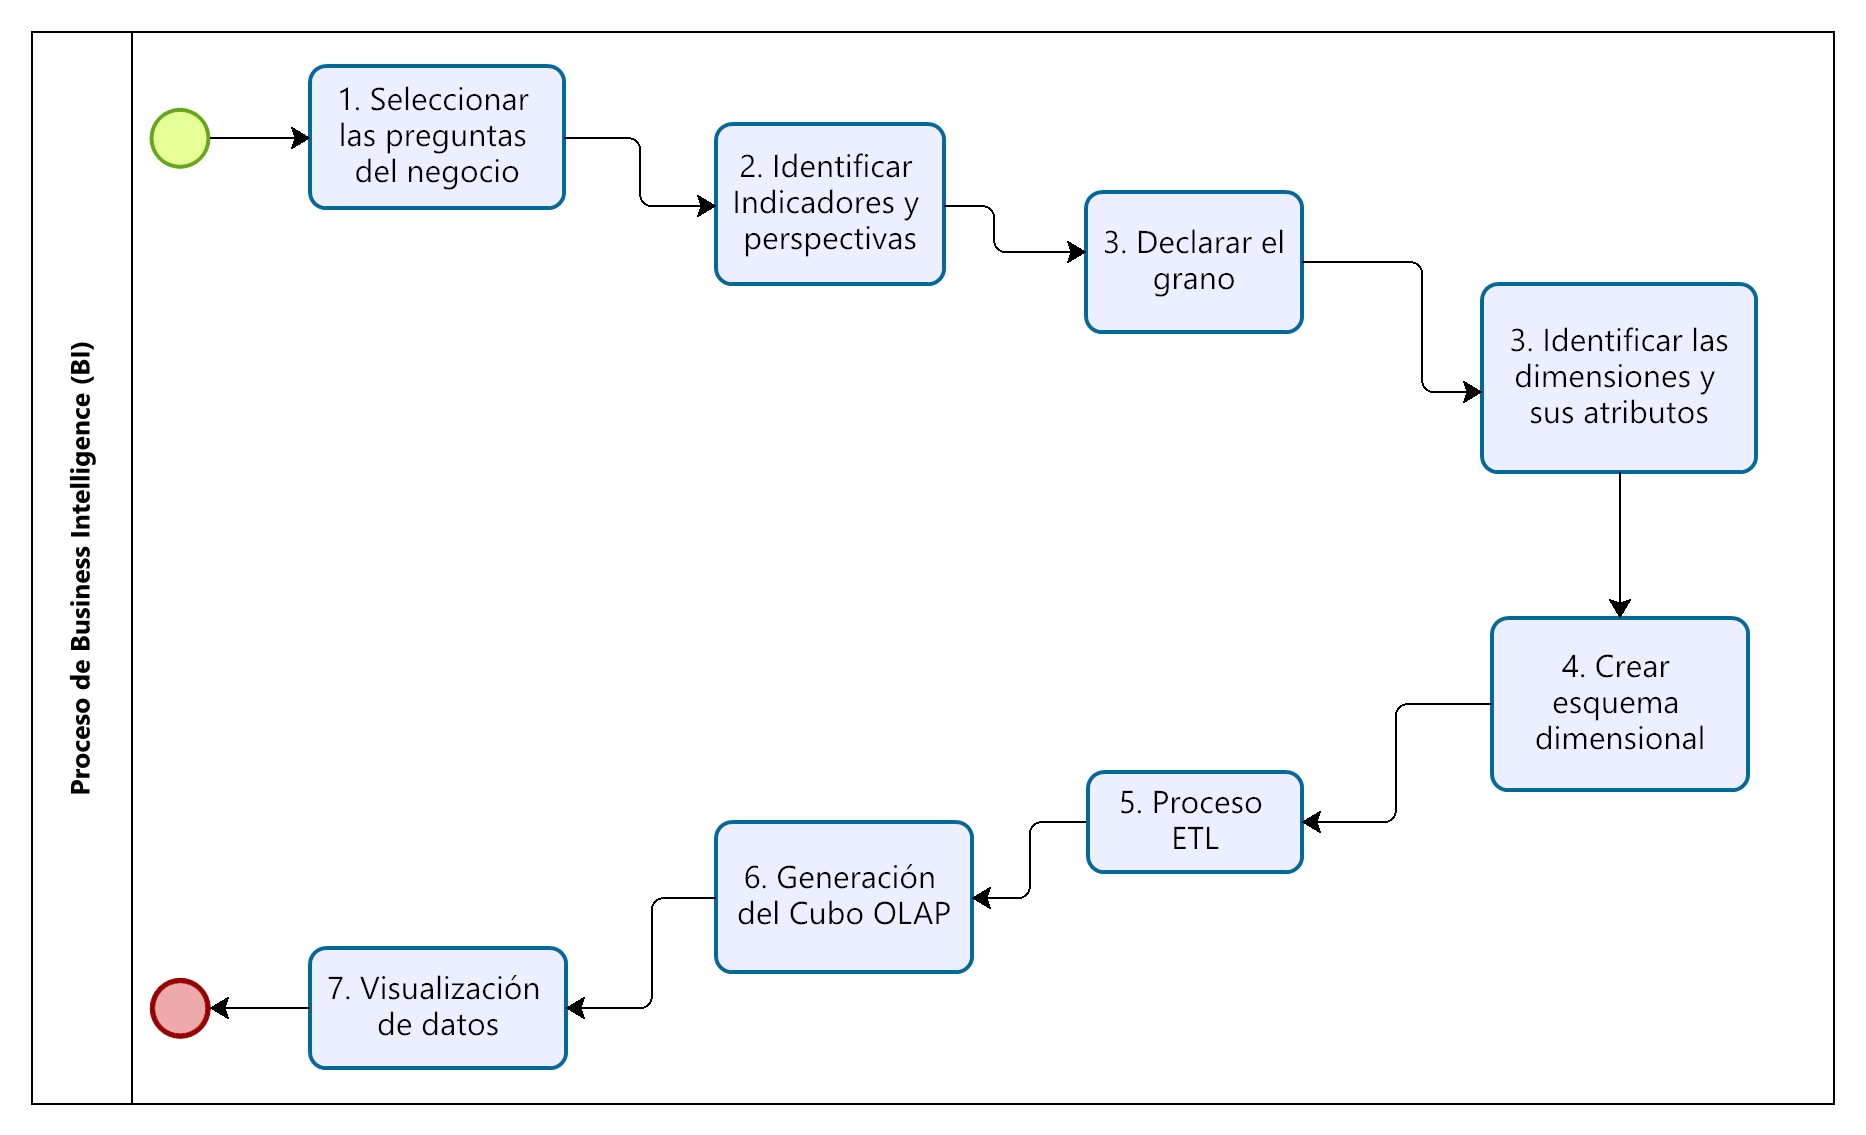 Proceso de Business Intelligence (BI)
1. Seleccionar
las preguntas
del negocio
2. Identificar
Indicadores y
perspectivas
3. Declarar el
grano
3. Identificar las
dimensiones y
sus atributos
4. Crear
esquema
dimensional
5. Proceso
ETL
6. Generación
del Cubo OLAP
7. Visualización
de datos